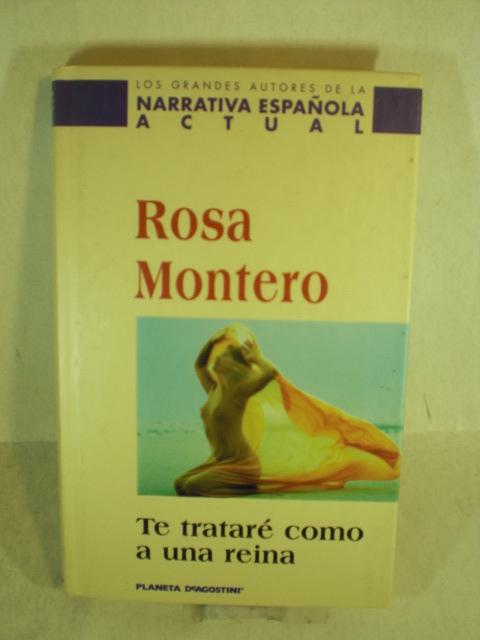 LOS GRANDES AUTORES DE LA
NARRATIVA ESPAÑOLA
ACTUAL
Rosa
Montero
Te trataré como
a una reina
PLANETA DeAGOSTINI